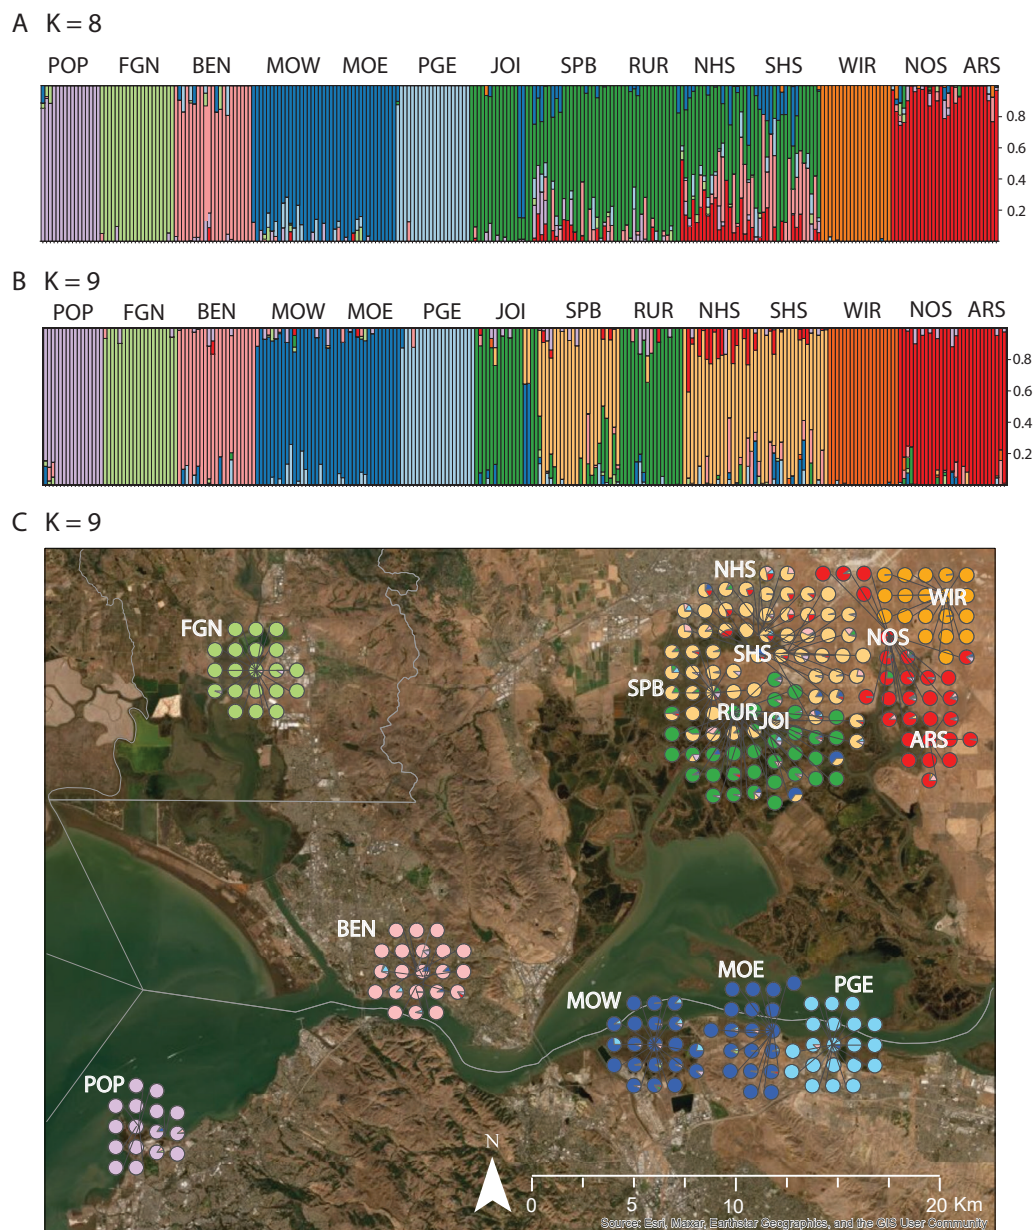 A K = 8
POP FGN BEN MOW MOE PGE JOI SPB RUR NHS SHS WIR NOS ARS
0.8
0.6
0.4
0.2
B K = 9
POP FGN BEN MOW MOE PGE JOI SPB RUR NHS SHS WIR NOS ARS
0.8
0.6
0.4
0.2
C K = 9
NHS
WIR
FGN
NOS
SHS
SPB
RUR
JOI
ARS
BEN
MOE
PGE
MOW
POP
N
0 5 10 20 Km
Source: Esri, Maxar, Earthstar Geographics, and the GIS User Community